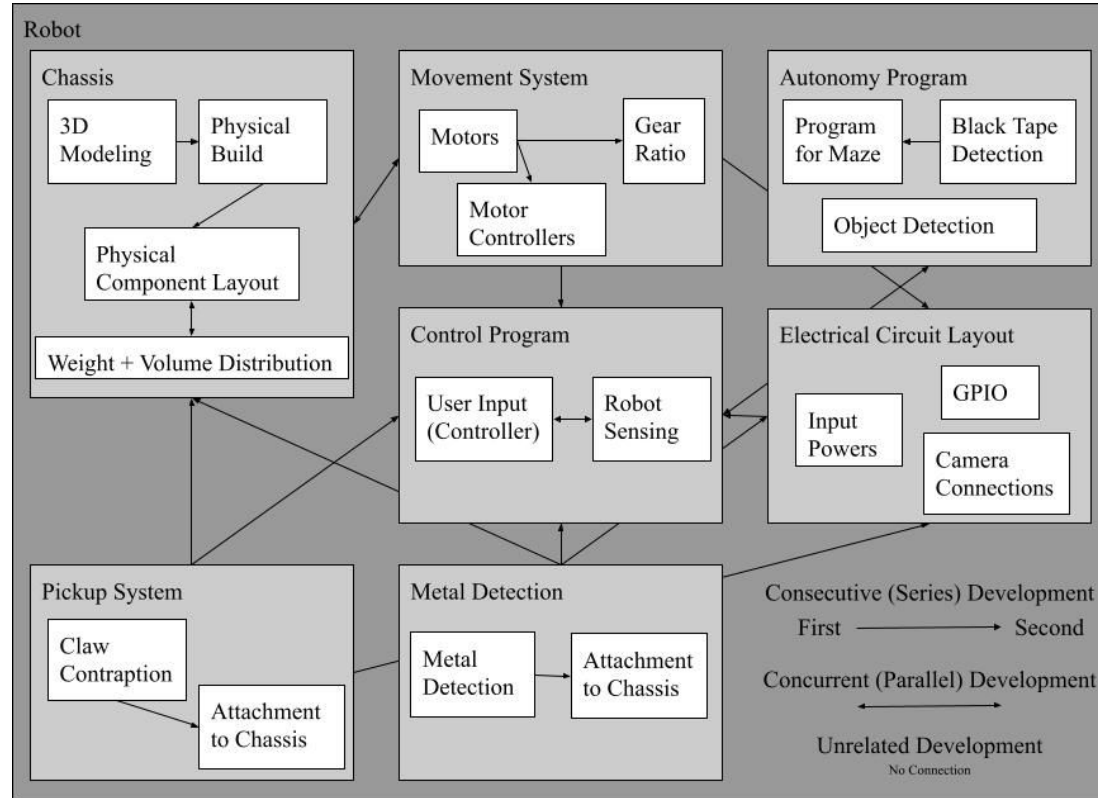 Robot
Chassis
3D
Modeling
Physical
Build
Physical
Component Layout
Weight + Volume Distribution
Movement System
Motors
Gear
Ratio
Motor
Controllers
Autonomy Program
Program
for Maze
Black Tape
Detection
Object Detection
Control Program
User Input
(Controller)
Robot
Sensing
Electrical Circuit Layout
GPIO
Input
Powers
Camera
Connections
Pickup System
Claw
Contraption
Attachment
to Chassis
Metal Detection
Metal
Detection
Attachment
to Chassis
Consecutive (Series) Development
First Second
Concurrent (Parallel) Development
Unrelated Development
No Connection